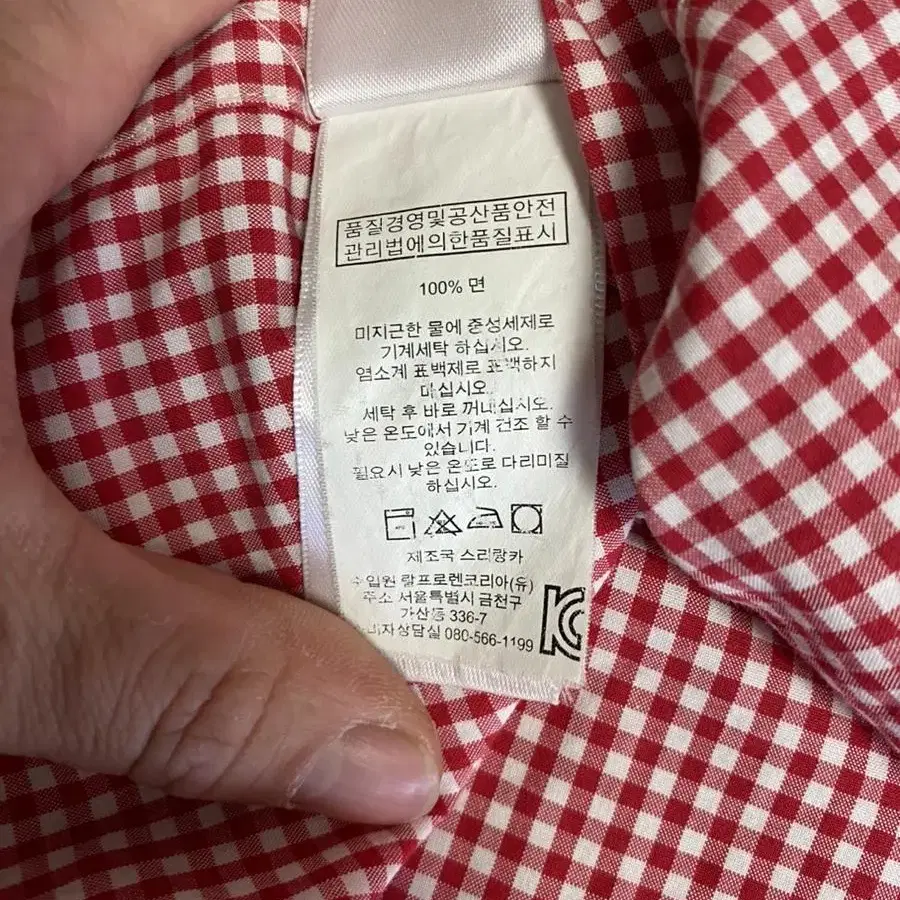 품질경영및공산품안전
관리법에의한품질표시
100% 면
미지근한 물에 중성세제로
기계세탁 하십시오.
염소계 표백제로 표백하지
마십시오.
세탁 후 바로 꺼내십시오.
낮은 온도에서 기계 건조 할 수
있습니다.
필요시 낮은 온도로 다리미질
하십시오.
제조국 스리랑카
수입원 랄프로렌코리아(유)
주소 서울특별시 금천구
가산동 336-7
080-566-1199
KC